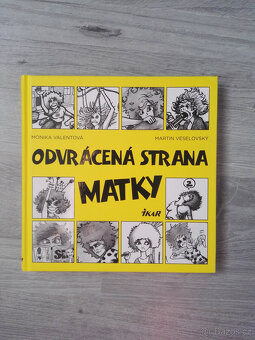 MONIKA VALENTOVÁ
MARTIN VESELOVSKÝ
ODVRÁCENÁ STRANA
MATKY
IKAR